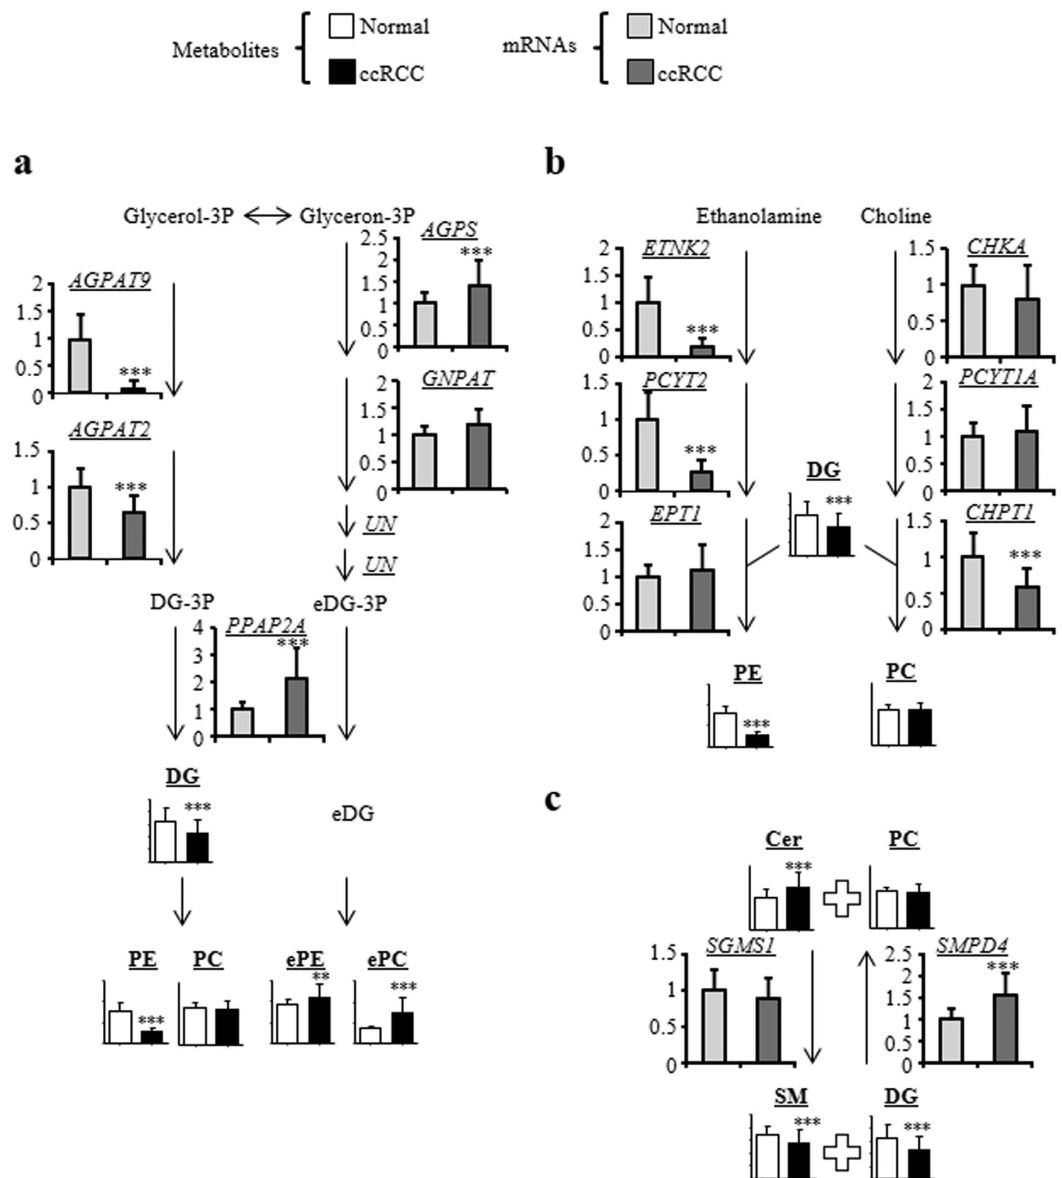 Metabolites
Normal
ccRCC
mRNAs
Normal
ccRCC
a
Glycerol-3P
Glyceron-3P
AGPAT9
2
1.5
1
0.5
0
***
AGPS
2.5
2
1.5
1
0.5
0
***
AGPAT2
1.5
1
0.5
0
***
GNPAT
2
1.5
1
0.5
0
UN
UN
DG-3P
eDG-3P
PPAP2A
4
3
2
1
0
***
DG
***
eDG
PE
***
PC
ePE
**
ePC
***
b
Ethanolamine
Choline
ETNK2
2
1.5
1
0.5
0
***
CHKA
1.5
1
0.5
0
PCYT2
1.5
1
0.5
0
***
PCYT1A
2
1.5
1
0.5
0
DG
***
EPT1
2
1.5
1
0.5
0
CHPT1
1.5
1
0.5
0
***
PE
***
PC
c
Cer
***
PC
SGMS1
1.5
1
0.5
0
SMPD4
2.5
2
1.5
1
0.5
0
***
SM
***
DG
***